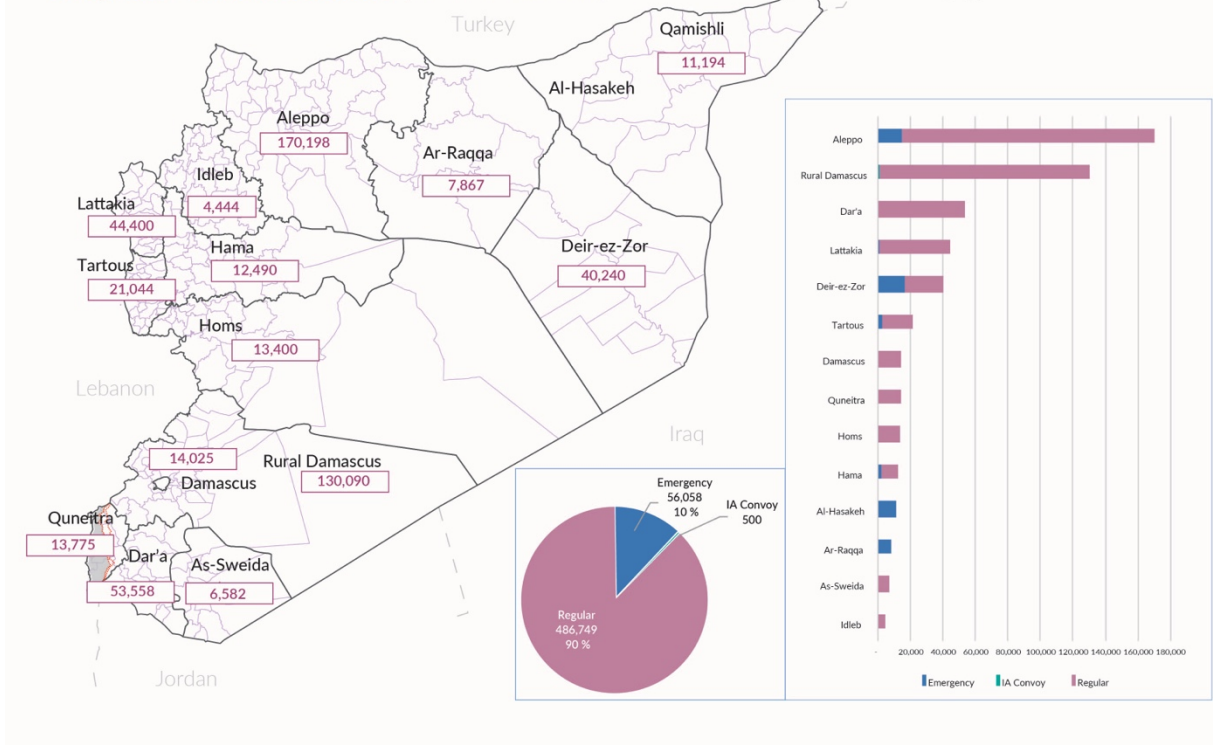 Turkey
Qamishli
11,194
Al-Hasakeh
Aleppo
170,198
Ar-Raqqa
7,867
Idleb
4,444
Lattakia
44,400
Hama
12,490
Deir-ez-Zor
40,240
Tartous
21,044
Homs
13,400
Lebanon
Iraq
14,025
Damascus
Rural Damascus
130,090
Quneitra
13,775
Dar'a
53,558
As-Sweida
6,582
Jordan
Emergency
56,058
10 %
IA Convoy
500
Regular
486,749
90 %
Aleppo
Rural Damascus
Dar'a
Lattakia
Deir-ez-Zor
Tartous
Damascus
Quneitra
Homs
Hama
Al-Hasakeh
Ar-Raqqa
As-Sweida
Idleb
- 20,000 40,000 60,000 80,000 100,000 120,000 140,000 160,000 180,000
Emergency IA Convoy Regular